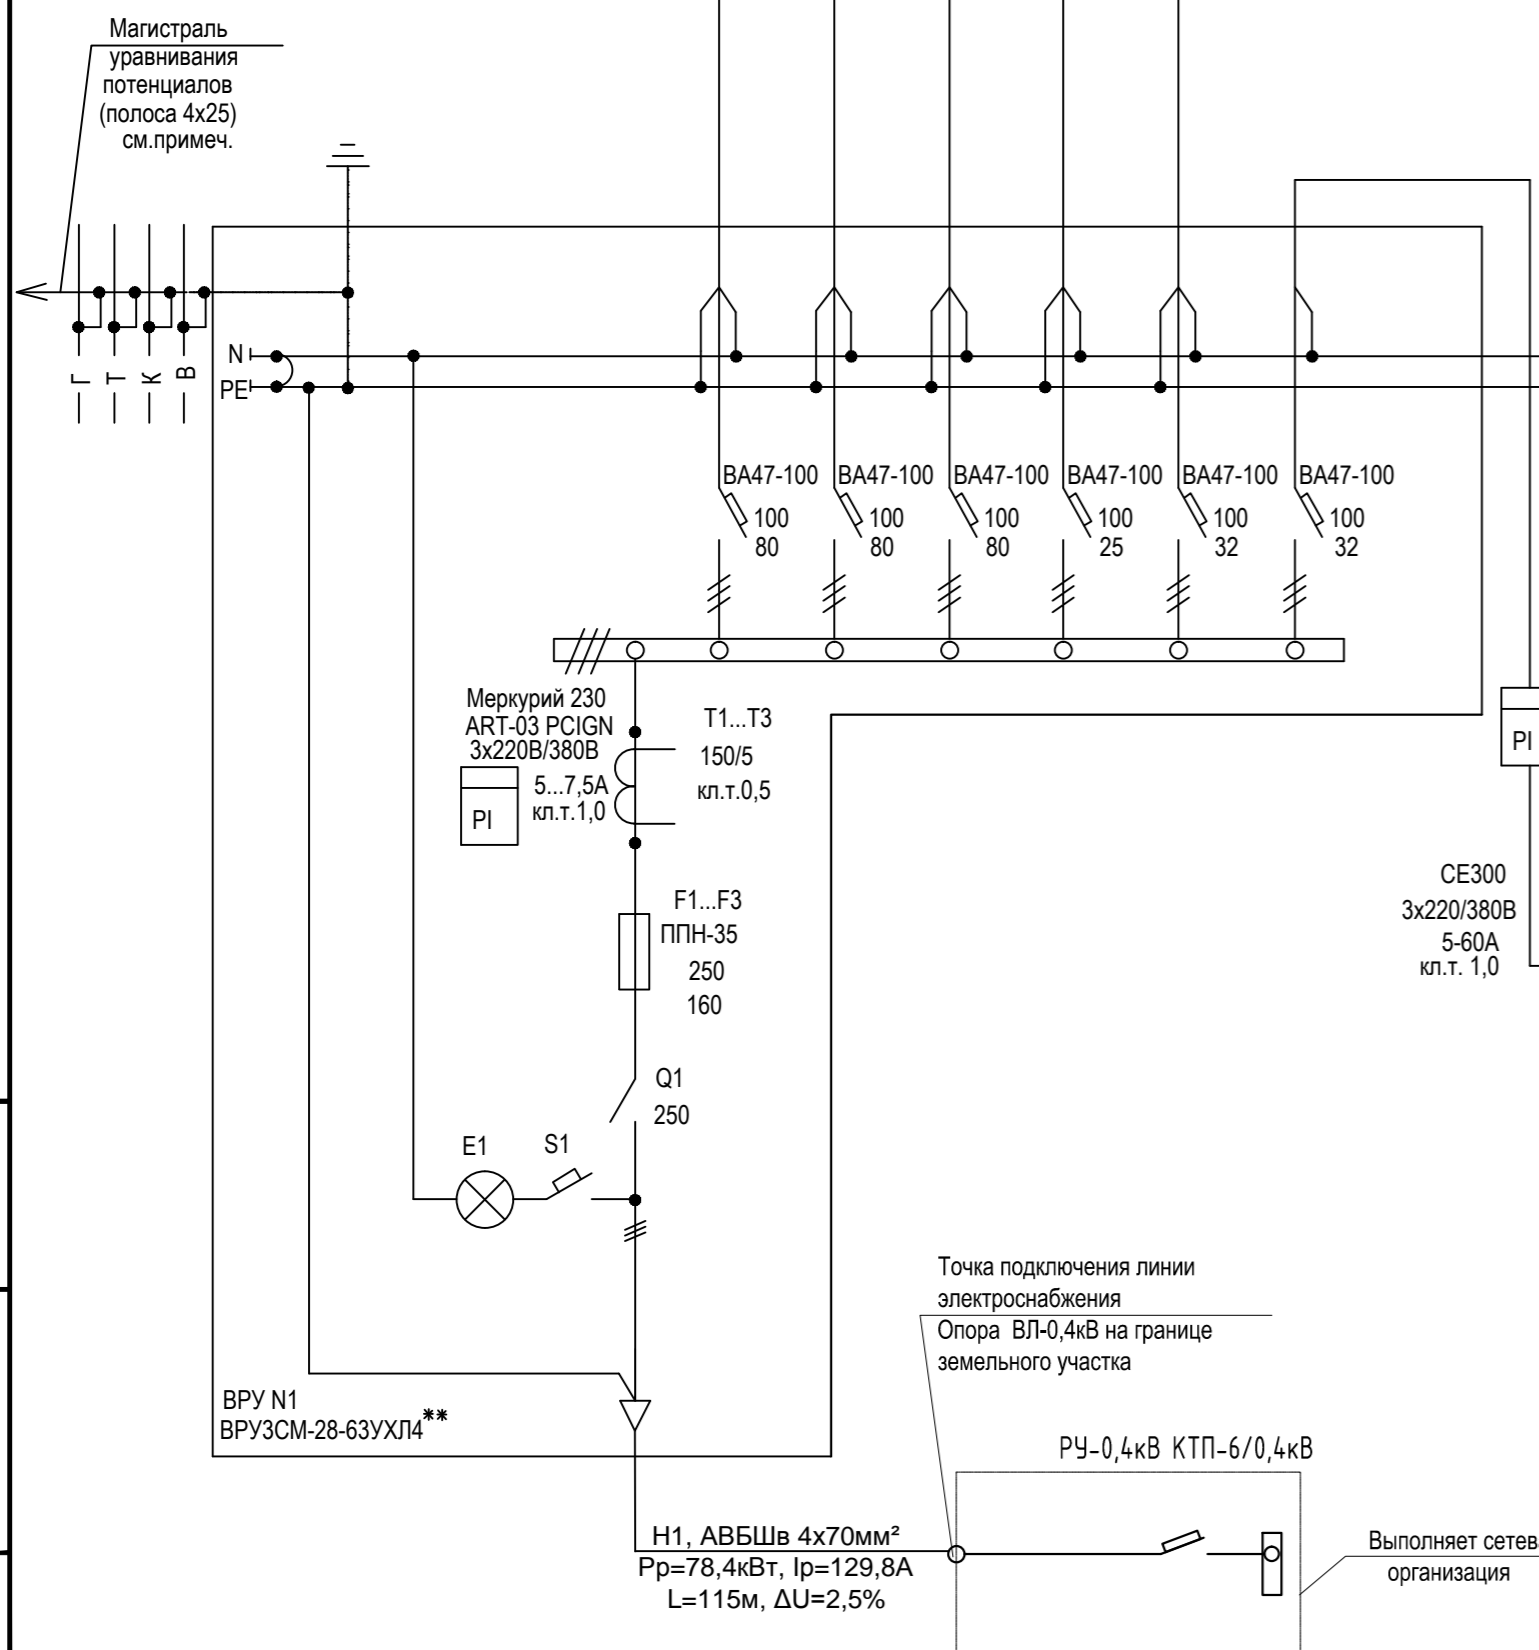 Магистраль
уравнивания
потенциалов
(полоса 4х25)
см.примеч.
N
PE
Г
Т
К
В
ВА47-100
100
80
ВА47-100
100
80
ВА47-100
100
80
ВА47-100
100
25
ВА47-100
100
32
ВА47-100
100
32
Меркурий 230
ART-03 PCIGN
3х220В/380В
5...7,5А
кл.т.1,0
PI
Т1...Т3
150/5
кл.т.0,5
PI
СЕ300
3х220/380В
5-60А
кл.т. 1,0
F1...F3
ППН-35
250
160
Q1
250
E1
S1
ВРУ N1
ВРУ3СМ-28-63УХЛ4**
Точка подключения линии
электроснабжения
Опора ВЛ-0,4кВ на границе
земельного участка
РУ-0,4кВ КТП-6/0,4кВ
Н1, АВБШв 4х70мм²
Рр=78,4кВт, Iр=129,8А
L=115м, ΔU=2,5%
Выполняет сетев
организация